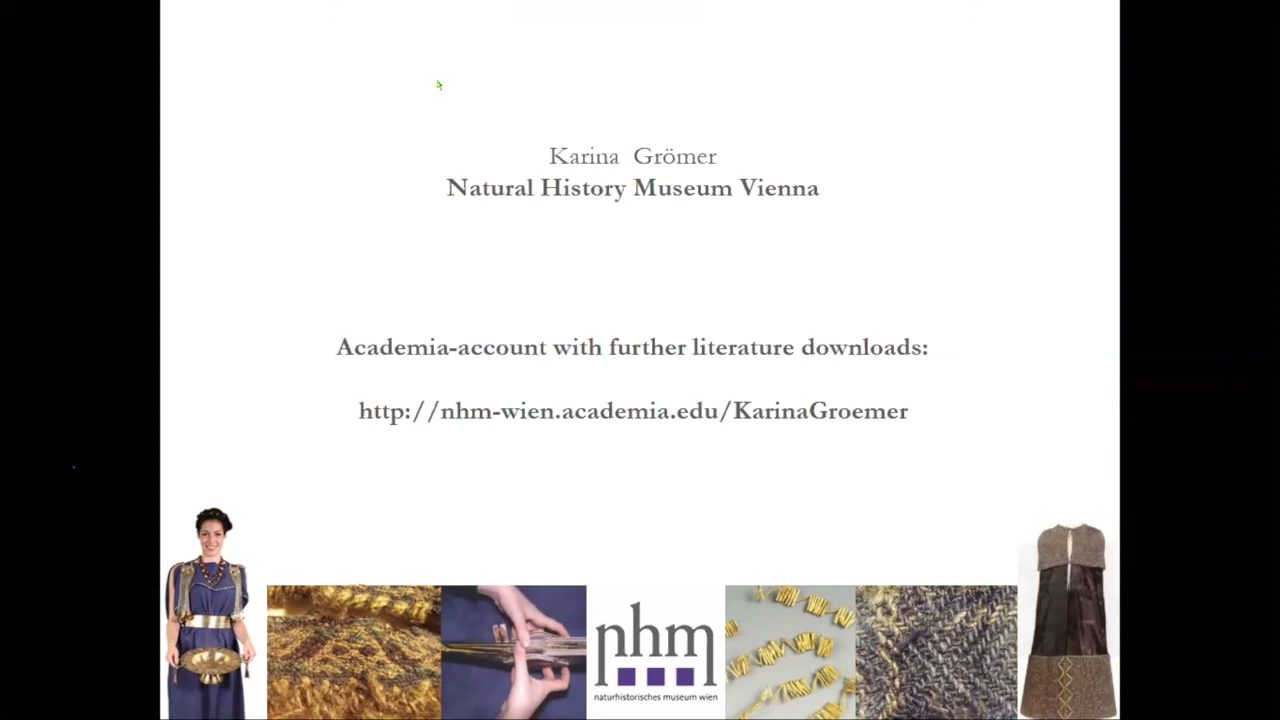 Karina Grömer
Natural History Museum Vienna
Academia-account with further literature downloads:
http://nhm-wien.academia.edu/KarinaGroemer
nhm
naturhistorisches museum wien